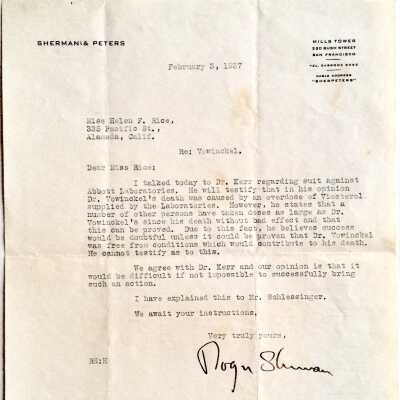 SHERMAN & PETERS
MILLS TOWER
220 BUSH STREET
SAN FRANCISCO
CABLE ADDRESS
"SHERPETERS"
February 3, 1937
Miss Helen F. Rice,
335 Pacific St.,
Alameda, Calif.
Re: Vowinckel.
Dear Miss Rice:
I talked today to Dr. Kerr regarding suit against
Abbott Laboratories. He will testify that in his opinion
Dr. Vowinckel's death was caused by an overdose of Viosterol
supplied by the Laboratories. However, he states that a
number of other persons have taken doses as large as Dr.
Vowinckel's since his death without bad effect and that
this can be proved. Due to this fact, he believes success
would be doubtful unless it could be proven that Dr. Vowinckel
was free from conditions which would contribute to his death.
He cannot testify as to this.
We agree with Dr. Kerr and our opinion is that it
would be difficult if not impossible to successfully bring
such an action.
I have explained this to Mr. Schlessinger.
We await your instructions.
Very truly yours,
Roger Sherman
RS:H